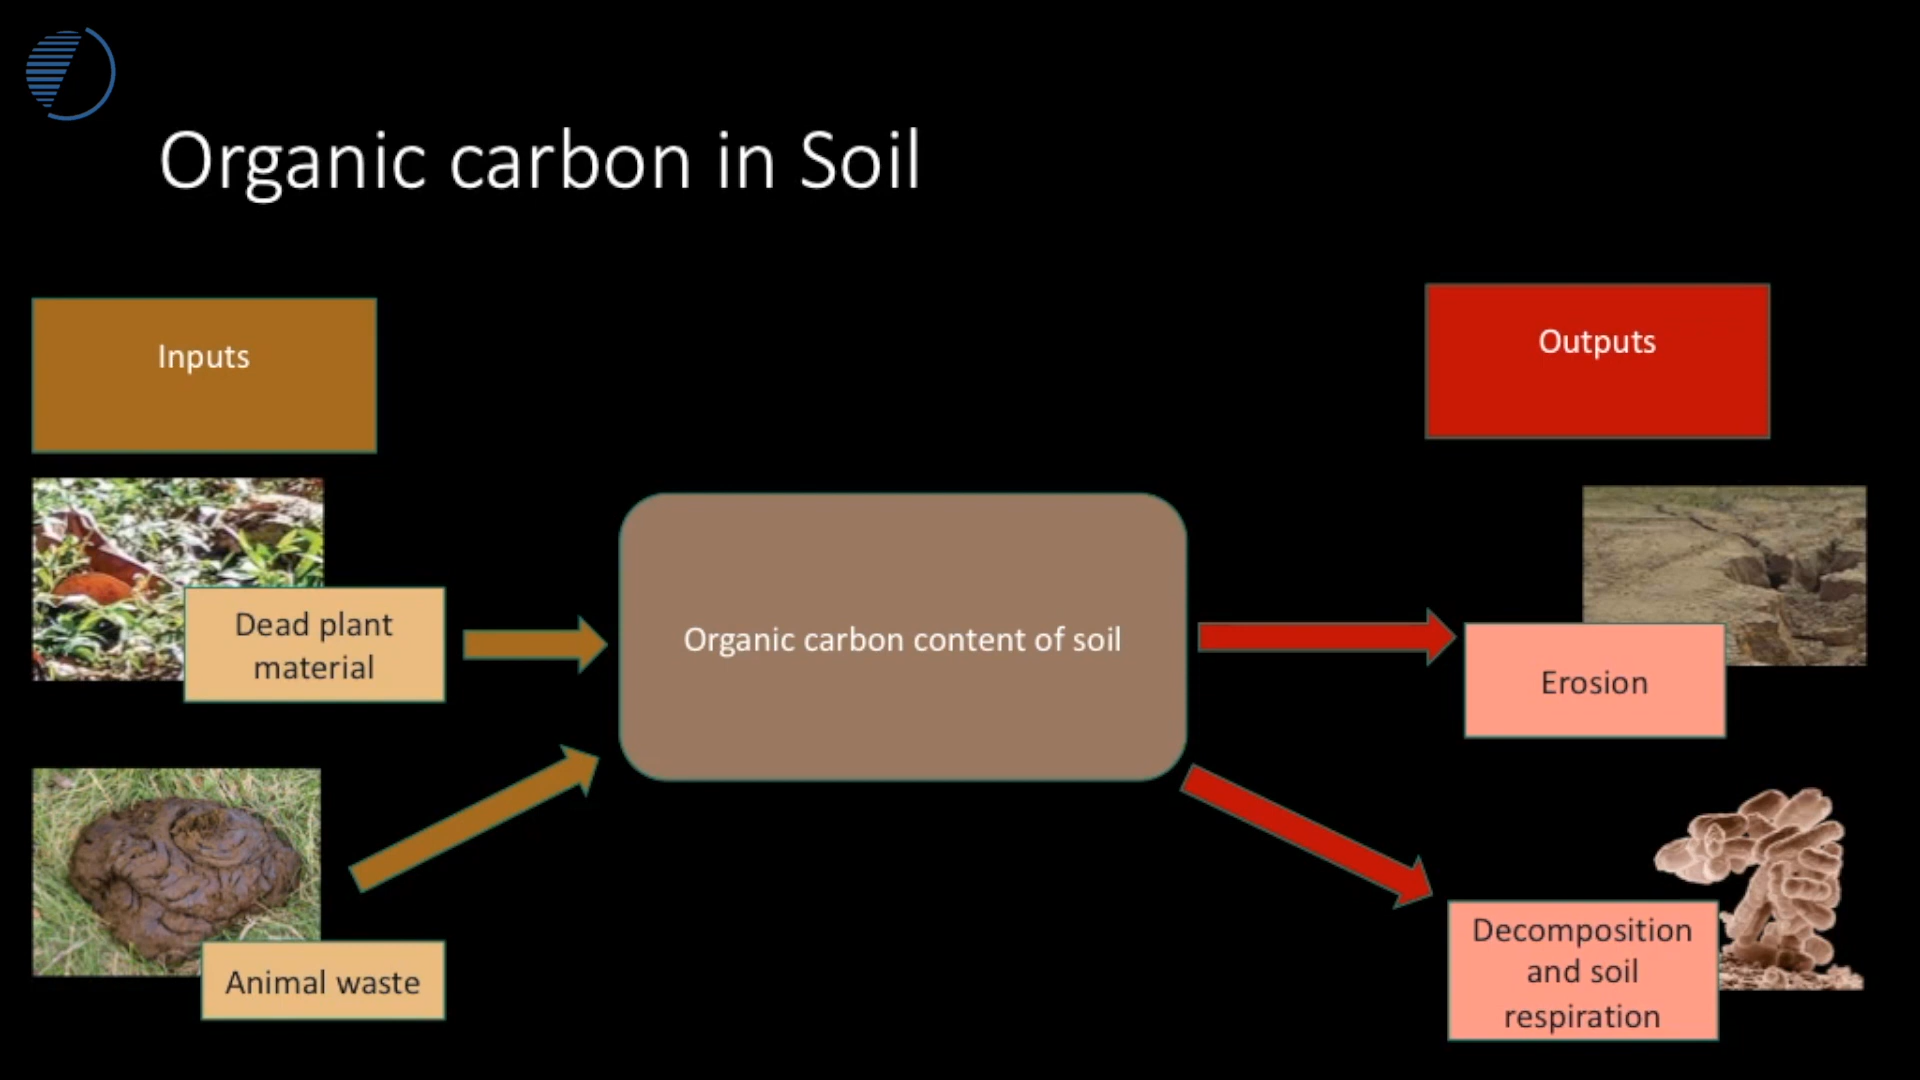 Organic carbon in Soil
Inputs
Outputs
Dead plant
material
Organic carbon content of soil
Erosion
Animal waste
Decomposition
and soil
respiration